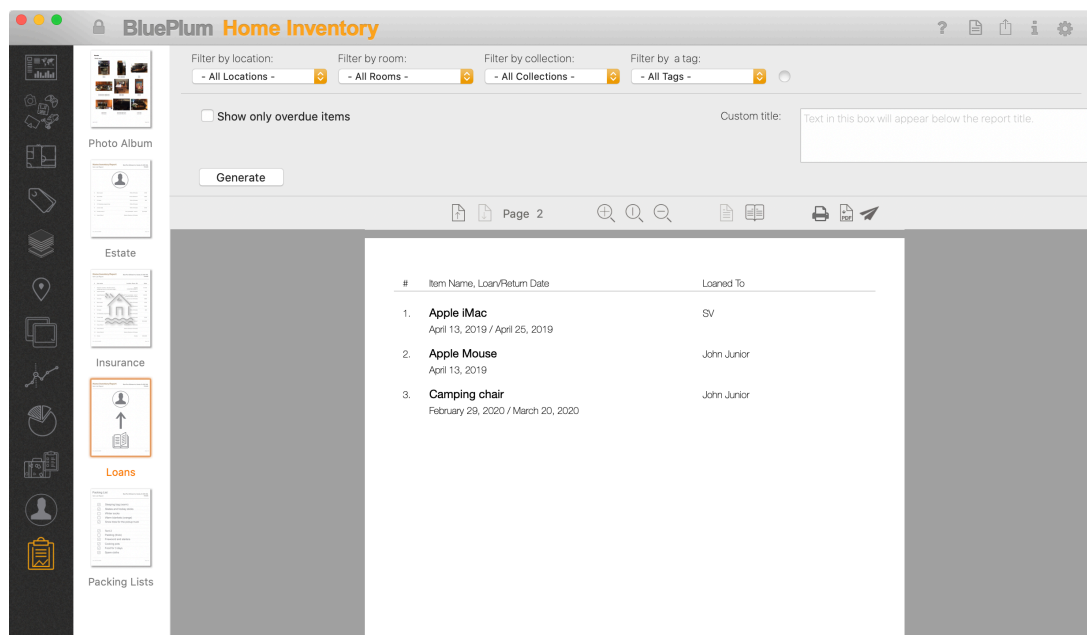 BluePlum Home Inventory
?
Filter by location:
Filter by room:
Filter by collection:
Filter by a tag:
- All Locations -
- All Rooms -
- All Collections -
- All Tags -
Show only overdue items
Custom title:
Text in this box will appear below the report title.
Generate
Page 2
PDF
Photo Album
Estate
Insurance
Loans
Packing Lists
# Item Name, Loan/Return Date Loaned To
1. Apple iMac SV
April 13, 2019 / April 25, 2019
2. Apple Mouse John Junior
April 13, 2019
3. Camping chair John Junior
February 29, 2020 / March 20, 2020